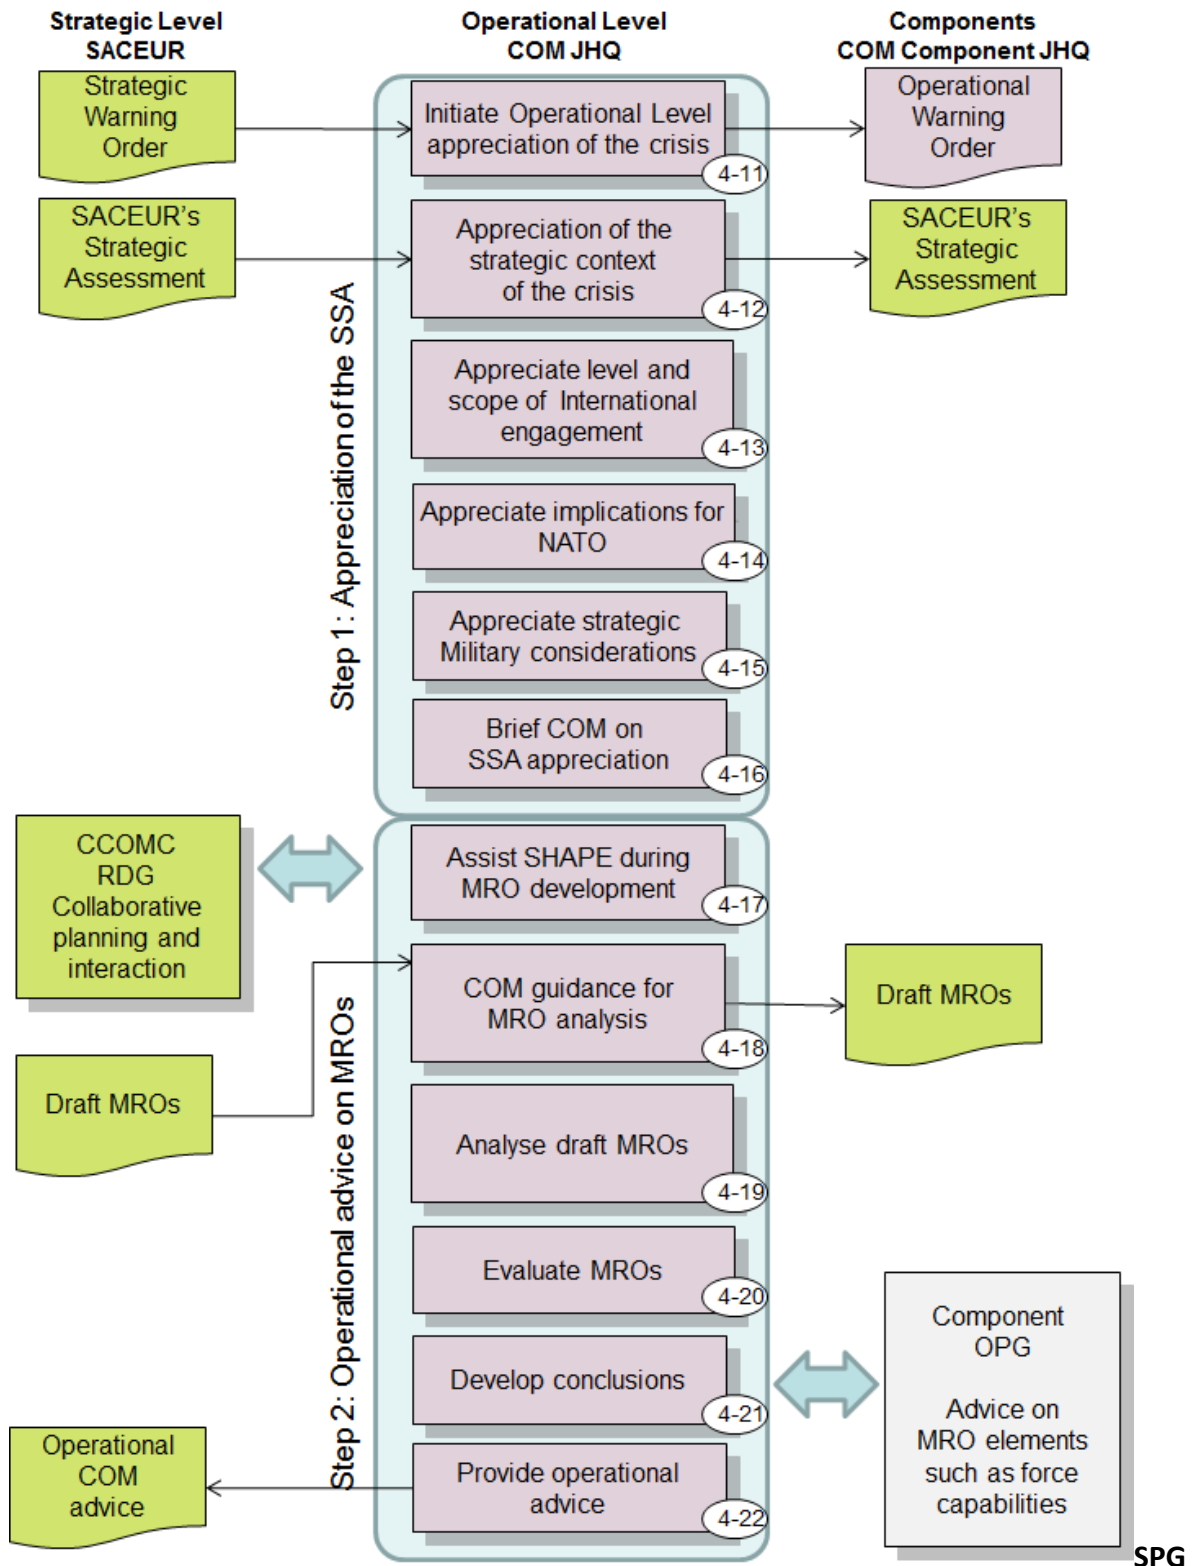 Strategic Level
SACEUR
Operational Level
COM JHQ
Components
COM Component JHQ
Strategic
Warning
Order
Initiate Operational Level
appreciation of the crisis
4-11
Operational
Warning
Order
SACEUR's
Strategic
Assessment
Appreciation of the
strategic context
of the crisis
4-12
SACEUR's
Strategic
Assessment
Step 1: Appreciation of the SSA
Appreciate level and
scope of International
engagement
4-13
Appreciate implications for
NATO
4-14
Appreciate strategic
Military considerations
4-15
Brief COM on
SSA appreciation
4-16
CCOMC
RDG
Collaborative
planning and
interaction
Assist SHAPE during
MRO development
4-17
Step 2: Operational advice on MROs
COM guidance for
MRO analysis
4-18
Draft MROs
Draft MROs
Analyse draft MROs
4-19
Evaluate MROs
4-20
Develop conclusions
4-21
Component
OPG
Advice on
MRO elements
such as force
capabilities
Operational
COM
advice
Provide operational
advice
4-22
SPG